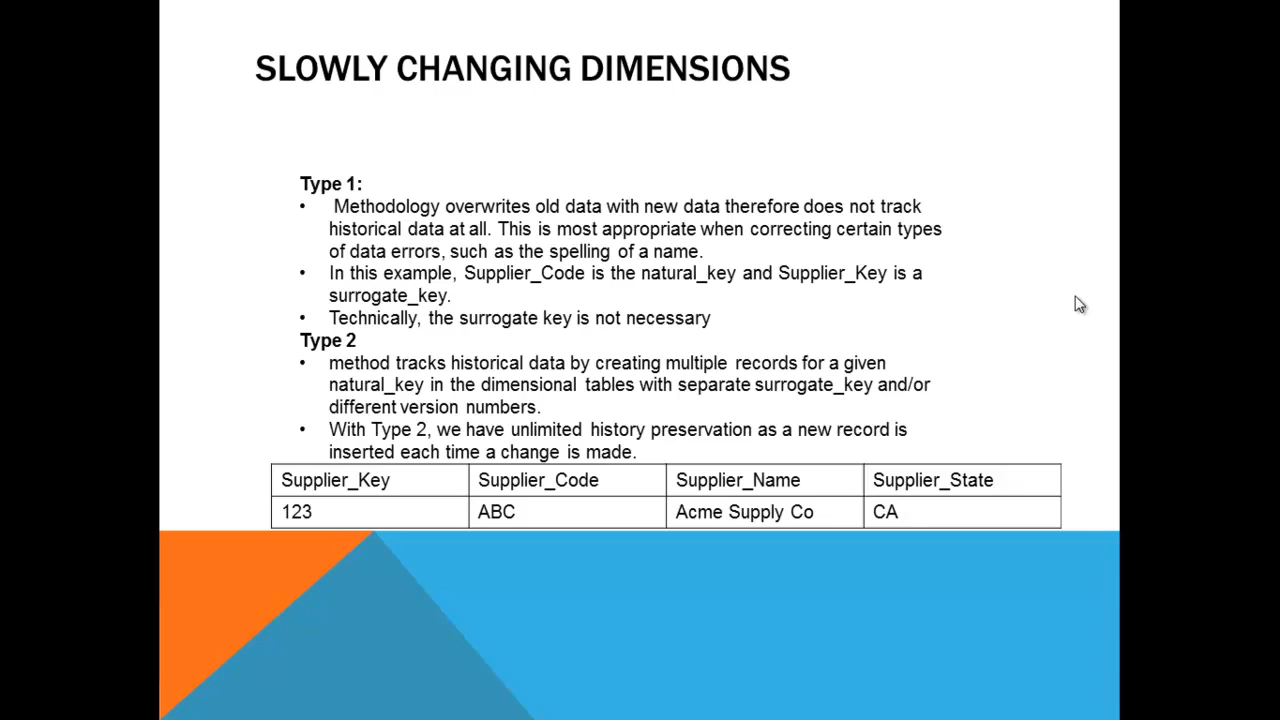 SLOWLY CHANGING DIMENSIONS
Type 1:
• Methodology overwrites old data with new data therefore does not track
historical data at all. This is most appropriate when correcting certain types
of data errors, such as the spelling of a name.
• In this example, Supplier_Code is the natural_key and Supplier_Key is a
surrogate_key.
• Technically, the surrogate key is not necessary
Type 2
• method tracks historical data by creating multiple records for a given
natural_key in the dimensional tables with separate surrogate_key and/or
different version numbers.
• With Type 2, we have unlimited history preservation as a new record is
inserted each time a change is made.
Supplier_Key Supplier_Code Supplier_Name Supplier_State
123 ABC Acme Supply Co CA